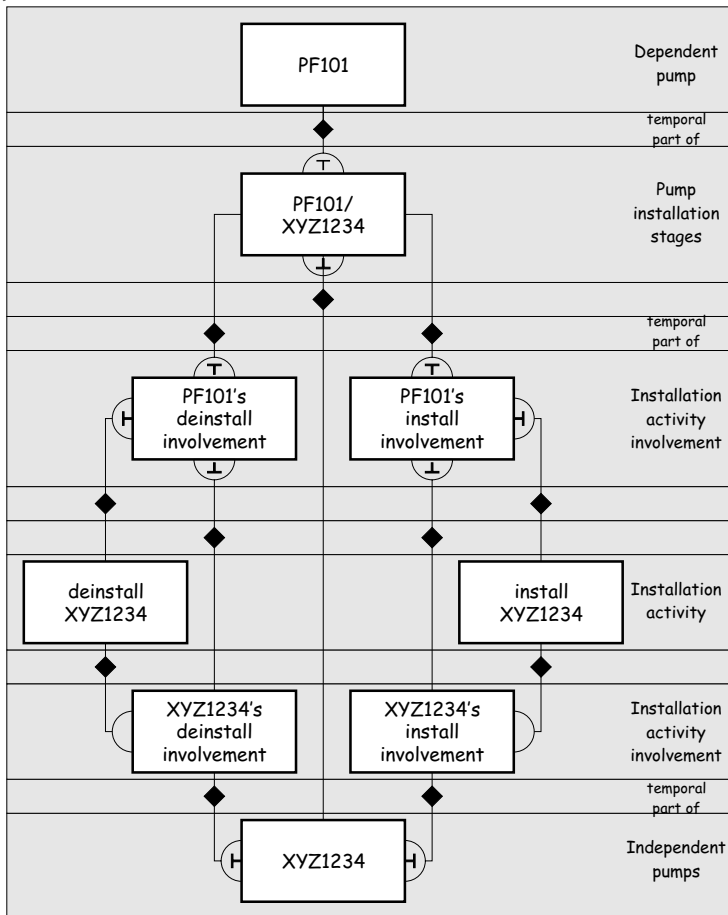 PF101
Dependent
pump
temporal
part of
T
PF101/
XYZ1234
Pump
installation
stages
T
temporal
part of
T
T
PF101's
deinstall
involvement
PF101's
install
involvement
Installation
activity
involvement
T
T
T
T
deinstall
XYZ1234
install
XYZ1234
Installation
activity
XYZ1234's
deinstall
involvement
XYZ1234's
install
involvement
Installation
activity
involvement
temporal
part of
T
XYZ1234
T
Independent
pumps